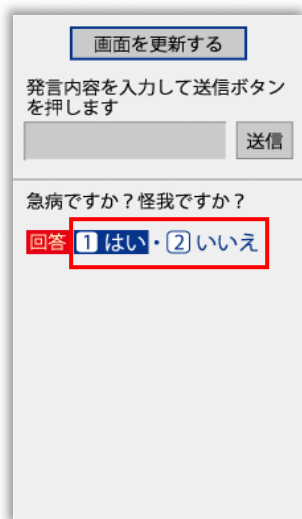 画面を更新する
発言内容を入力して送信ボタン
を押します
送信
急病ですか？怪我ですか？
回答 1 はい・2 いいえ